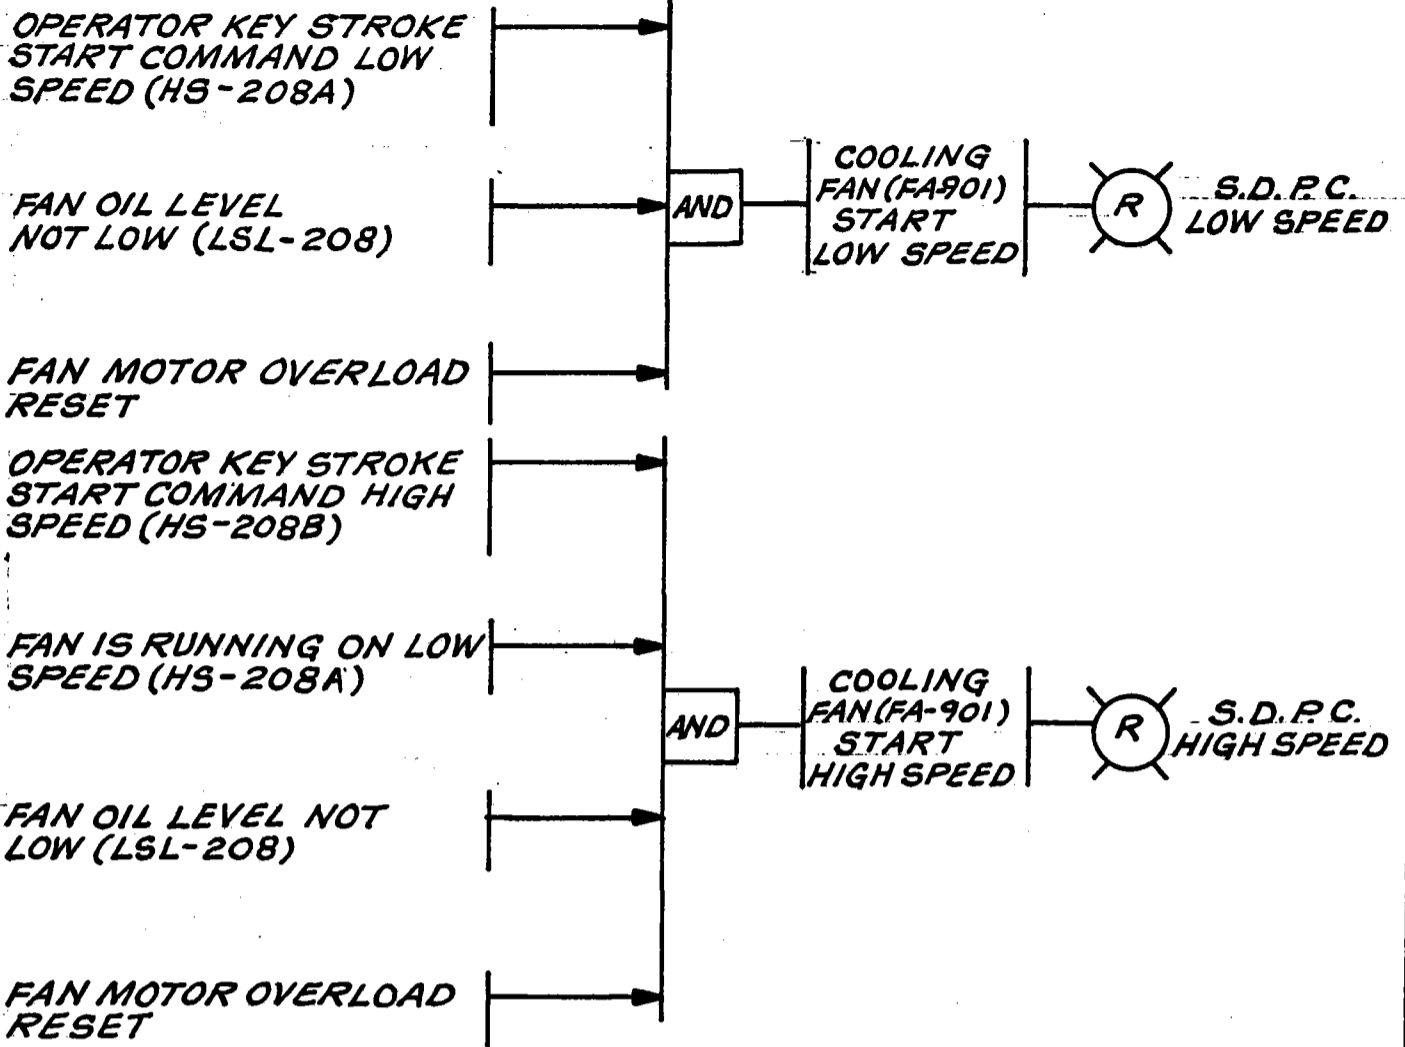 OPERATOR KEY STROKE
START COMMAND LOW
SPEED (HS-208A)
FAN OIL LEVEL
NOT LOW (LSL-208)
AND
COOLING
FAN (FA-901)
START
LOW SPEED
R
S.D.P.C.
LOW SPEED
FAN MOTOR OVERLOAD
RESET
OPERATOR KEY STROKE
START COMMAND HIGH
SPEED (HS-208B)
FAN IS RUNNING ON LOW
SPEED (HS-208A)
AND
COOLING
FAN (FA-901)
START
HIGH SPEED
R
S.D.P.C.
HIGH SPEED
FAN OIL LEVEL NOT
LOW (LSL-208)
FAN MOTOR OVERLOAD
RESET